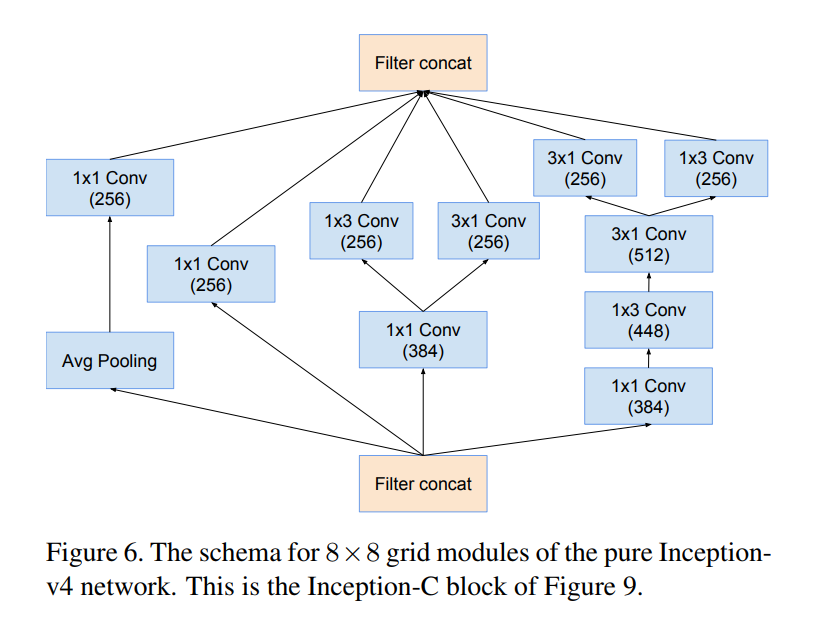 Filter concat
3x1 Conv
(256)
1x3 Conv
(256)
1x1 Conv
(256)
1x3 Conv
(256)
3x1 Conv
(256)
3x1 Conv
(512)
1x1 Conv
(256)
1x3 Conv
(448)
1x1 Conv
(384)
Avg Pooling
1x1 Conv
(384)
Filter concat
Figure 6. The schema for 8 × 8 grid modules of the pure Inception-
v4 network. This is the Inception-C block of Figure 9.